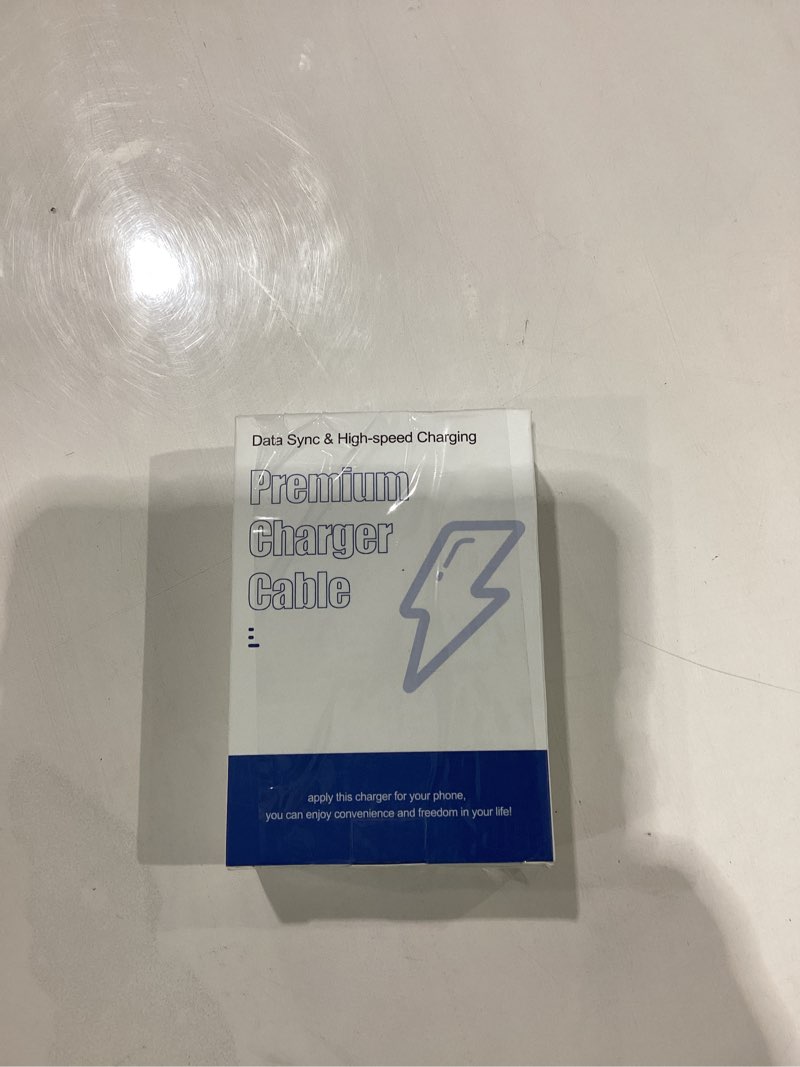 Data Sync & High-speed Charging
Premium
Charger
Cable
apply this charger for your phone,
you can enjoy convenience and freedom in your life!